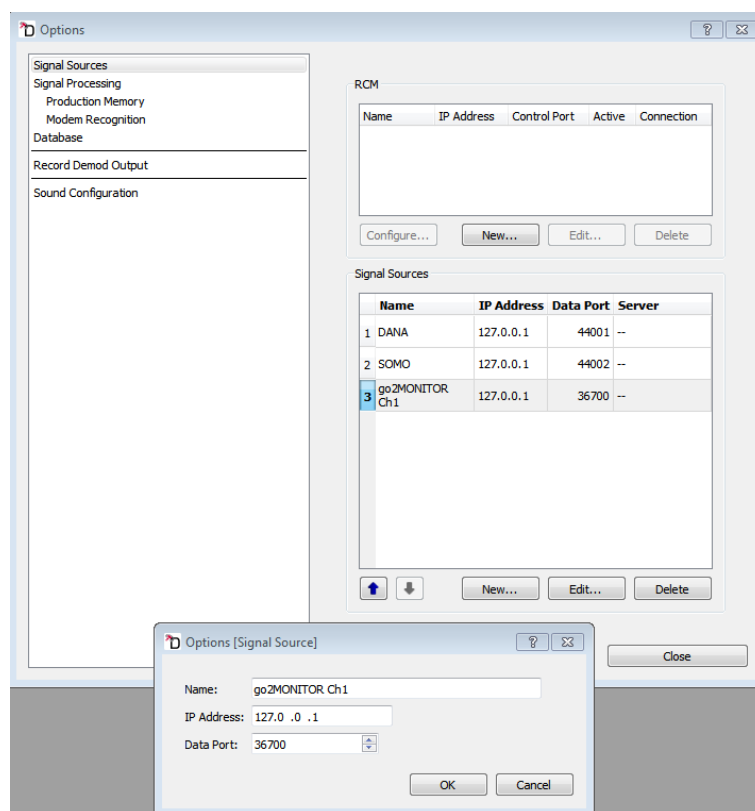 Options
Signal Sources
Signal Processing
Production Memory
Modem Recognition
Database
Record Demod Output
Sound Configuration
RCM
Name IP Address Control Port Active Connection
Configure... New... Edit... Delete
Signal Sources
Name IP Address Data Port Server
1 DANA 127.0.0.1 44001 --
2 SOMO 127.0.0.1 44002 --
3 go2MONITOR Ch1 127.0.0.1 36700 --
New... Edit... Delete
Close
Options [Signal Source]
Name: go2MONITOR Ch1
IP Address: 127.0 .0 .1
Data Port: 36700
OK Cancel